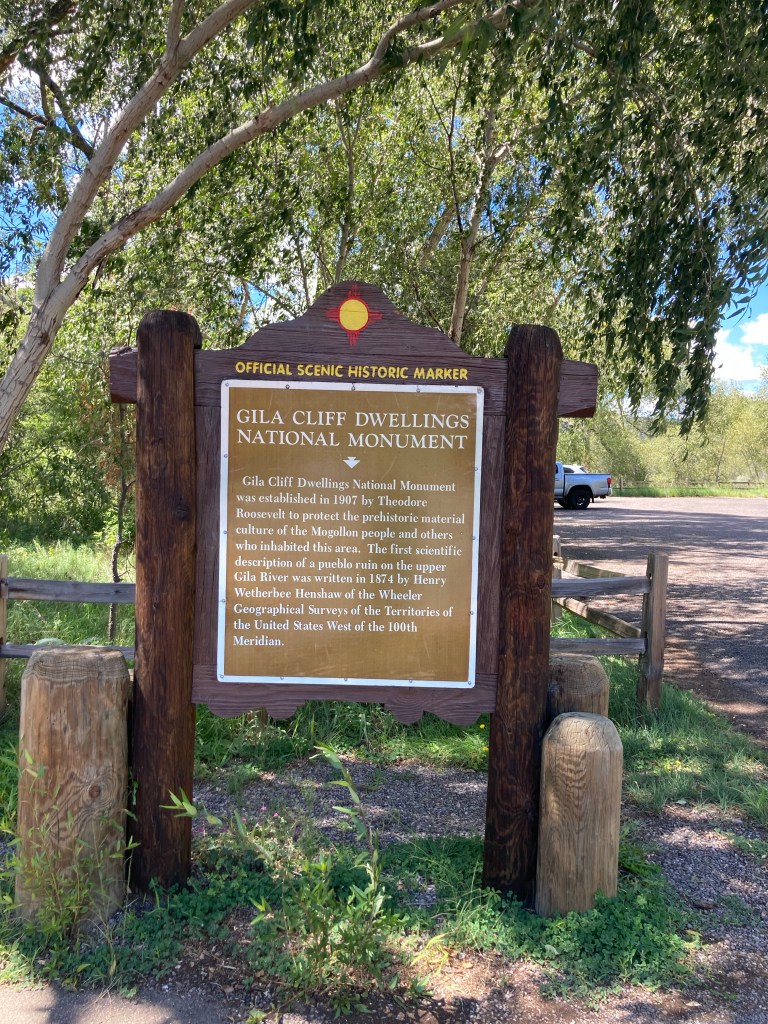 OFFICIAL SCENIC HISTORIC MARKER
GILA CLIFF DWELLINGS
NATIONAL MONUMENT
Gila Cliff Dwellings National Monument
was established in 1907 by Theodore
Roosevelt to protect the prehistoric material
culture of the Mogollon people and others
who inhabited this area. The first scientific
description of a pueblo ruin on the upper
Gila River was written in 1874 by Henry
Wetherbee Henshaw of the Wheeler
Geographical Surveys of the Territories of
the United States West of the 100th
Meridian.